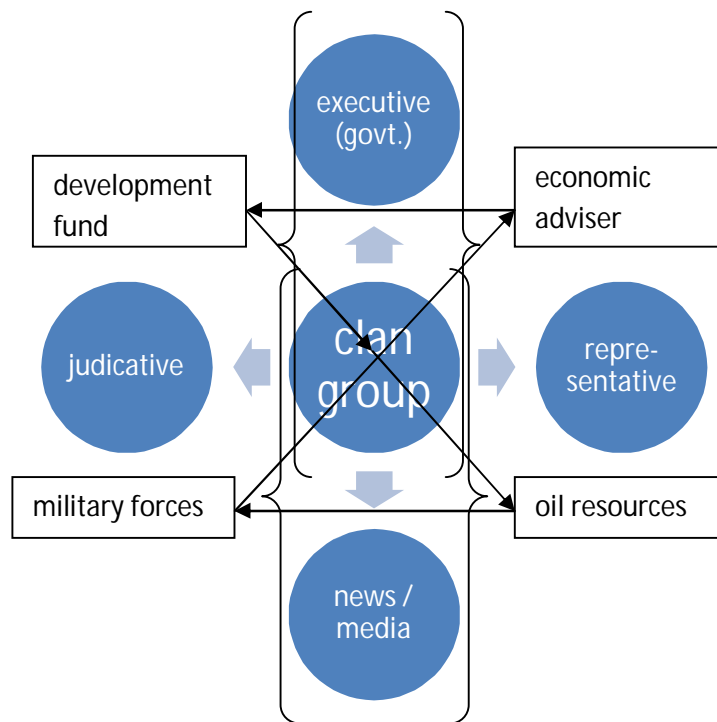 executive
(govt.)
development
fund
economic
adviser
judicative
clan
group
repre-
sentative
military forces
oil resources
news /
media